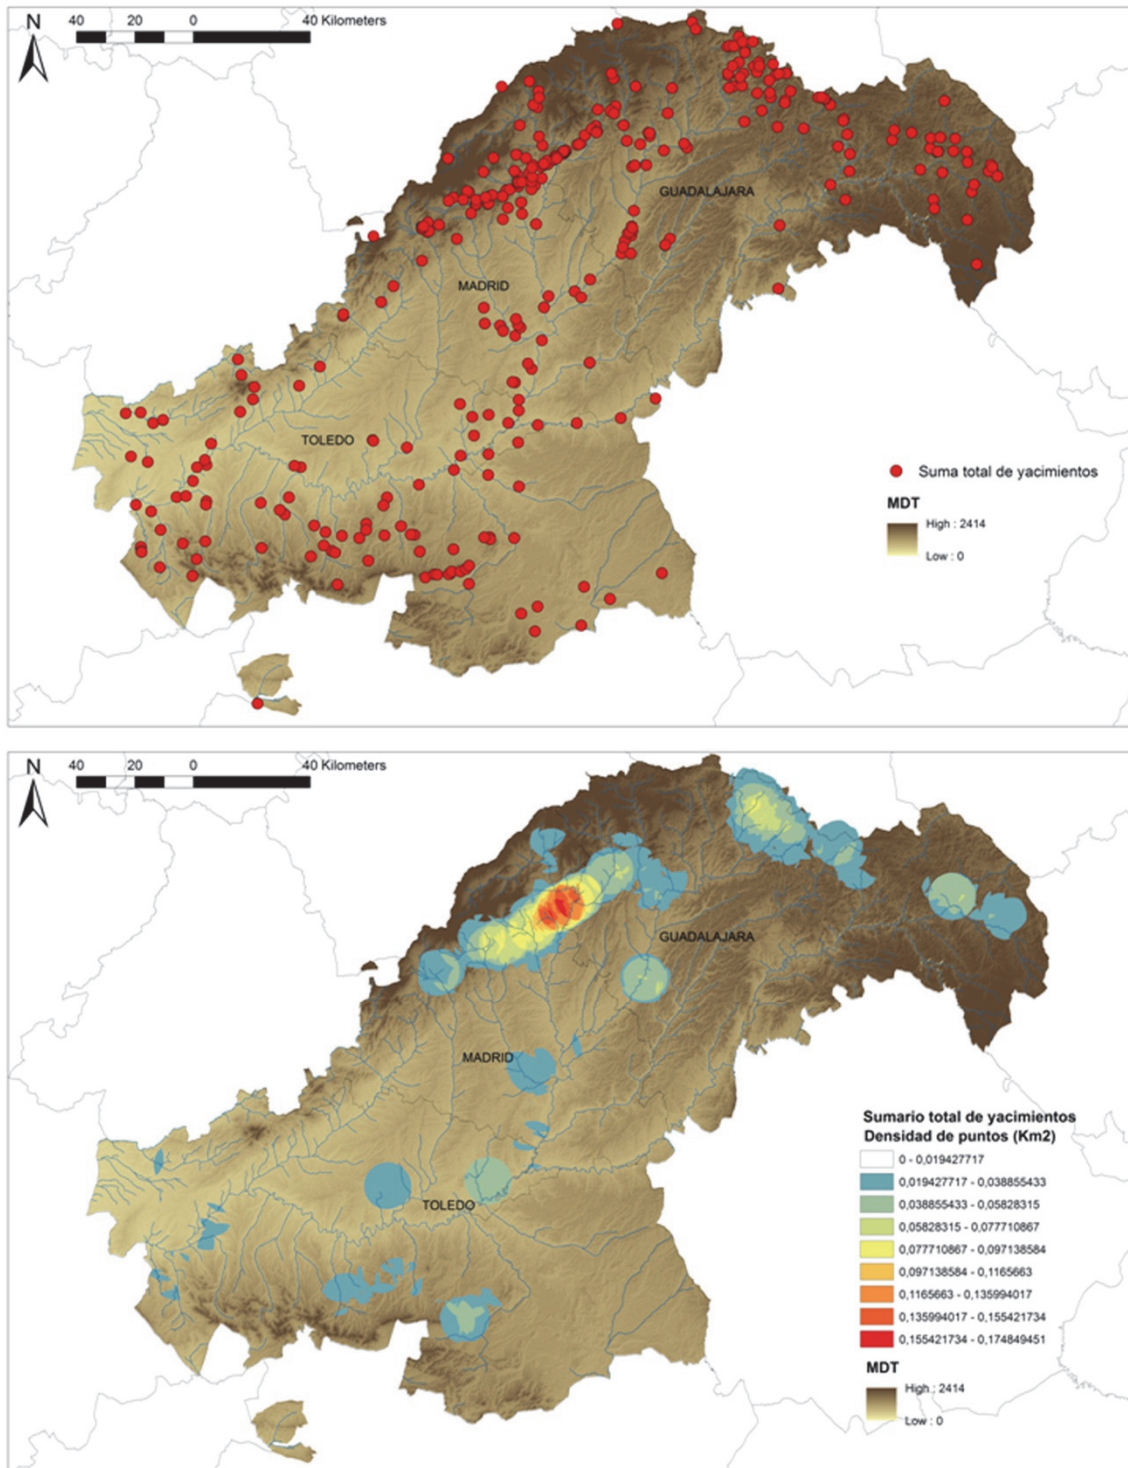 40 20 0 40 Kilometers
N
GUADALAJARA
MADRID
TOLEDO
Suma total de yacimientos
MDT
High : 2414
Low : 0
40 20 0 40 Kilometers
N
GUADALAJARA
MADRID
TOLEDO
Sumario total de yacimientos
Densidad de puntos (Km2)
0 - 0,019427717
0,019427717 - 0,038855433
0,038855433 - 0,05828315
0,05828315 - 0,077710867
0,077710867 - 0,097138584
0,097138584 - 0,1165663
0,1165663 - 0,135994017
0,135994017 - 0,155421734
0,155421734 - 0,174849451
MDT
High : 2414
Low : 0